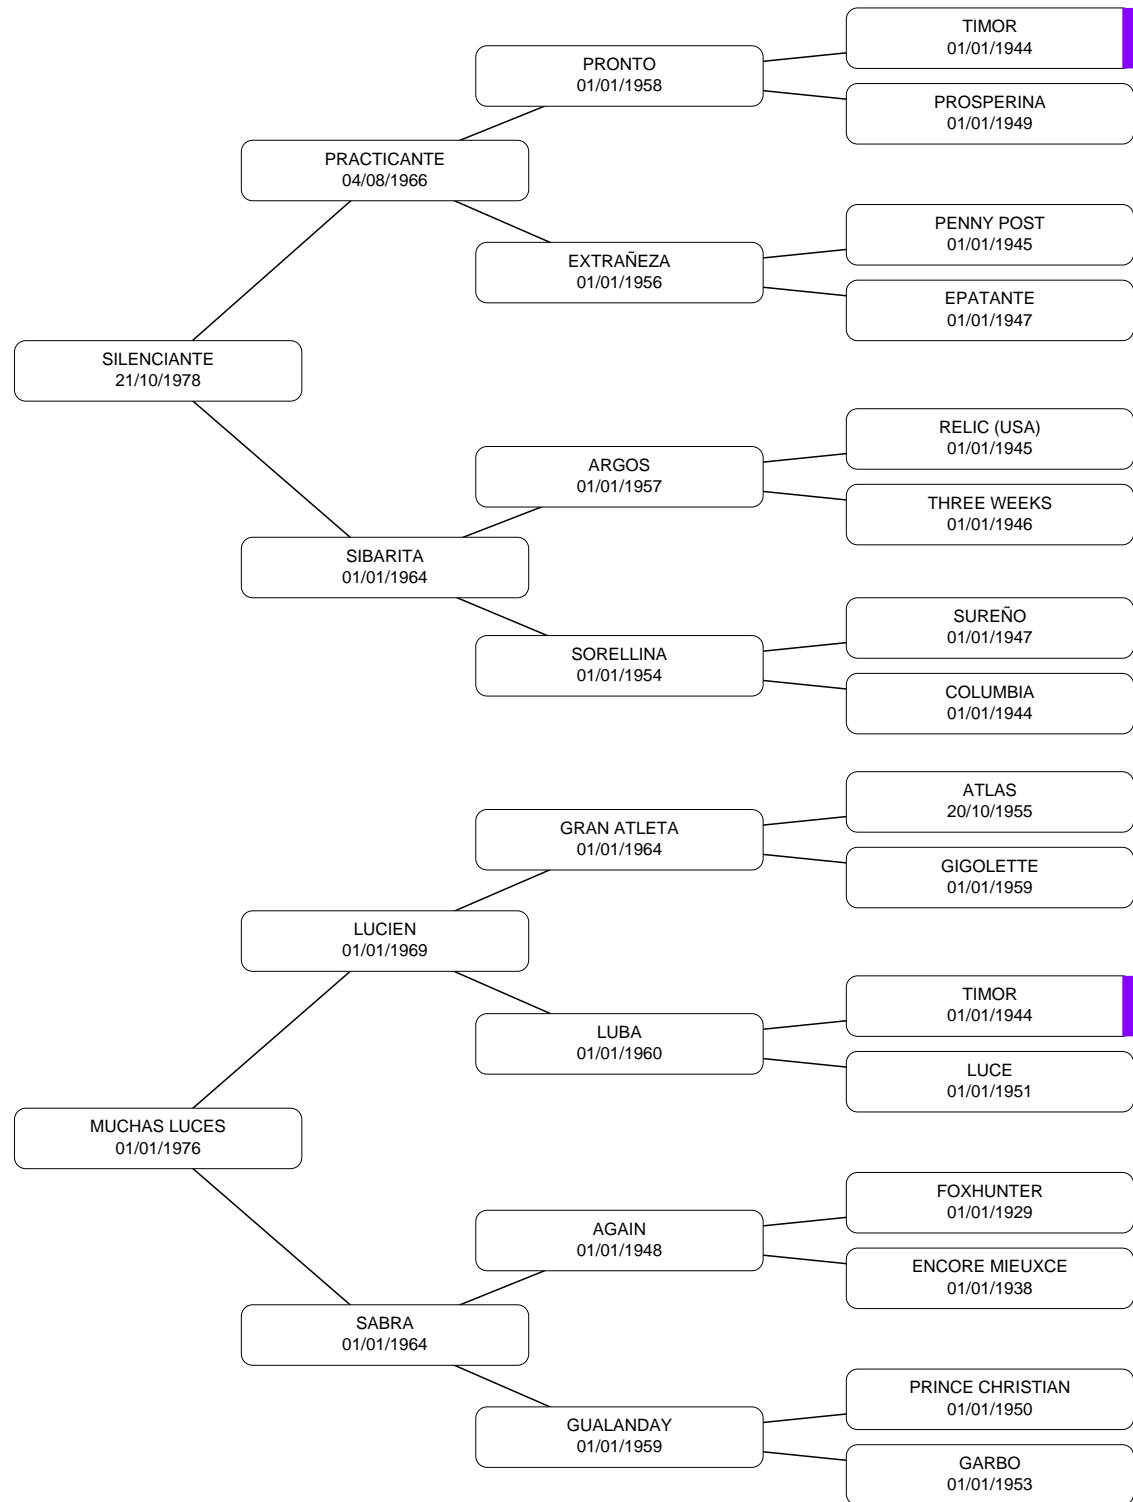 TIMOR
01/01/1944
PRONTO
01/01/1958
PROSPERINA
01/01/1949
PRACTICANTE
04/08/1966
PENNY POST
01/01/1945
EXTRAÑEZA
01/01/1956
EPATANTE
01/01/1947
SILENCIANTE
21/10/1978
RELIC (USA)
01/01/1945
ARGOS
01/01/1957
THREE WEEKS
01/01/1946
SIBARITA
01/01/1964
SUREÑO
01/01/1947
SORELLINA
01/01/1954
COLUMBIA
01/01/1944
ATLAS
20/10/1955
GRAN ATLETA
01/01/1964
GIGOLETTE
01/01/1959
LUCIEN
01/01/1969
TIMOR
01/01/1944
LUBA
01/01/1960
LUCE
01/01/1951
MUCHAS LUCES
01/01/1976
FOXHUNTER
01/01/1929
AGAIN
01/01/1948
ENCORE MIEUXCE
01/01/1938
SABRA
01/01/1964
PRINCE CHRISTIAN
01/01/1950
GUALANDAY
01/01/1959
GARBO
01/01/1953